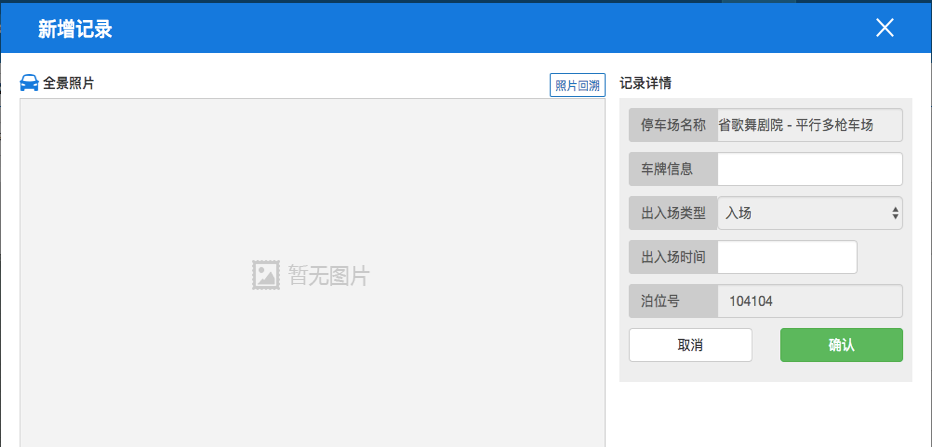 新增记录
全景照片
照片回溯
暂无图片
记录详情
停车场名称 省歌舞剧院 - 平行多枪车场
车牌信息
出入场类型 入场
出入场时间
泊位号 104104
取消 确认